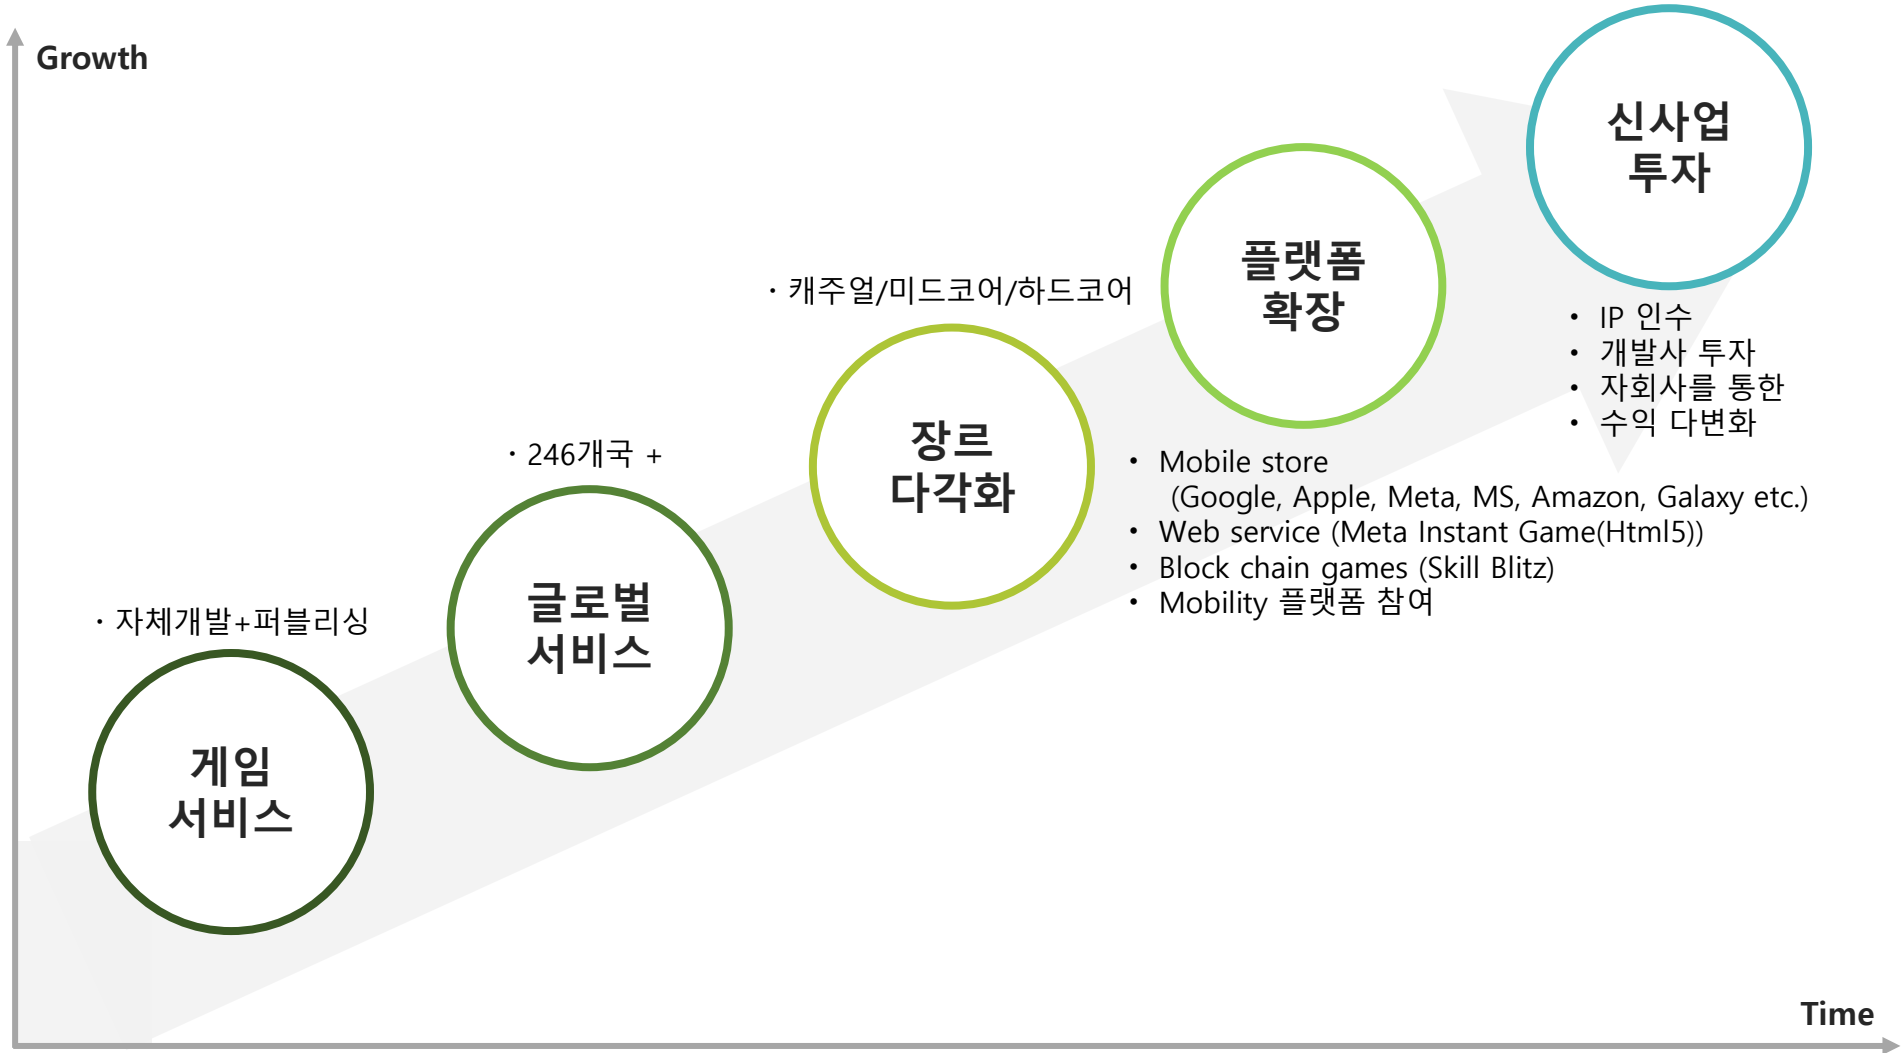 Growth
신사업
투자
· IP 인수
· 개발사 투자
· 자회사를 통한
· 수익 다변화
플랫폼
확장
· Mobile store
(Google, Apple, Meta, MS, Amazon, Galaxy etc.)
· Web service (Meta Instant Game(Html5))
· Block chain games (Skill Blitz)
· Mobility 플랫폼 참여
· 캐주얼/미드코어/하드코어
장르
다각화
· 246개국 +
글로벌
서비스
· 자체개발+퍼블리싱
게임
서비스
Time